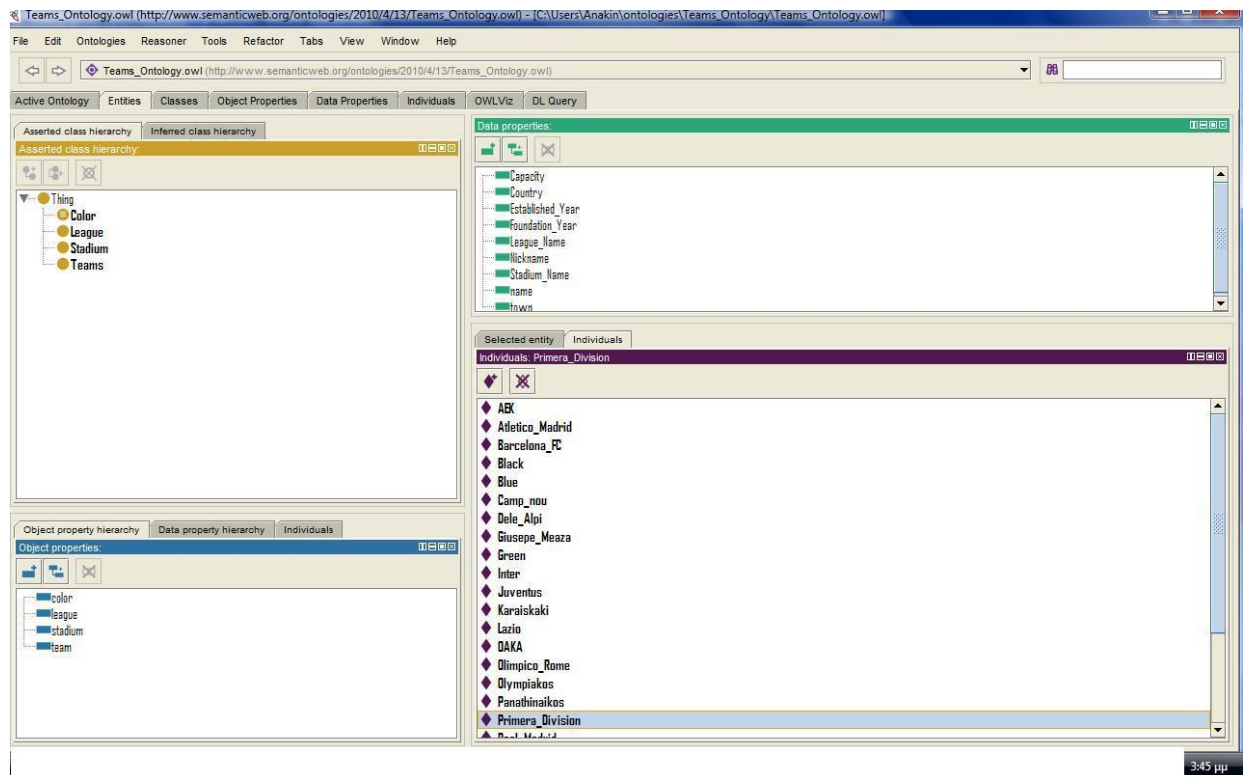 Teams_Ontology.owl (http://www.semanticweb.org/ontologies/2010/4/13/Teams_Ontology.owl) - [C:\Users\Anakin\ontologies\Teams_Ontology\Teams_Ontology.owl]
File Edit Ontologies Reasoner Tools Refactor Tabs View Window Help
Teams_Ontology.owl (http://www.semanticweb.org/ontologies/2010/4/13/Teams_Ontology.owl)
Active Ontology Entities Classes Object Properties Data Properties Individuals OWLViz DL Query
Asserted class hierarchy Inferred class hierarchy
Asserted class hierarchy:
Thing
Color
League
Stadium
Teams
Object property hierarchy Data property hierarchy Individuals
Object properties:
color
league
stadium
team
Data properties:
Capacity
Country
Established_Year
Foundation_Year
League_Name
Nickname
Stadium_Name
name
town
Selected entity Individuals
Individuals: Primera_Division
AEK
Atletico_Madrid
Barcelona_FC
Black
Blue
Camp_nou
Dele_Alpi
Giusepe_Meaza
Green
Inter
Juventus
Karaiskaki
Lazio
OAKA
Olimpico_Rome
Olympiakos
Panathinaikos
Primera_Division
Real_Madrid
3:45 μμ